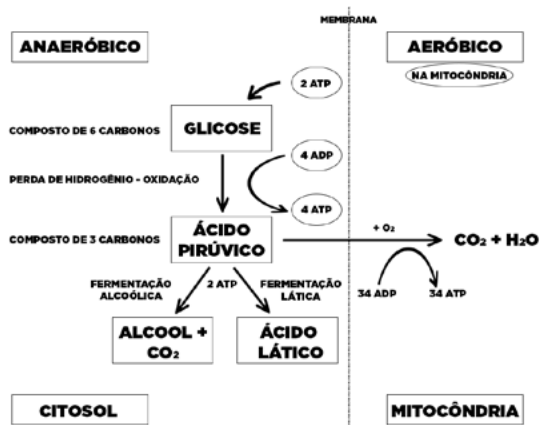 MEMBRANA
ANAERÓBICO
AERÓBICO
NA MITOCÔNDRIA
2 ATP
COMPOSTO DE 6 CARBONOS
GLICOSE
4 ADP
PERDA DE HIDROGÊNIO - OXIDAÇÃO
4 ATP
COMPOSTO DE 3 CARBONOS
ÁCIDO
PIRÚVICO
+ O₂
CO₂ + H₂O
FERMENTAÇÃO
ALCOÓLICA
2 ATP
FERMENTAÇÃO
LÁTICA
34 ADP
34 ATP
ALCOOL +
CO₂
ÁCIDO
LÁTICO
CITOSOL
MITOCÔNDRIA